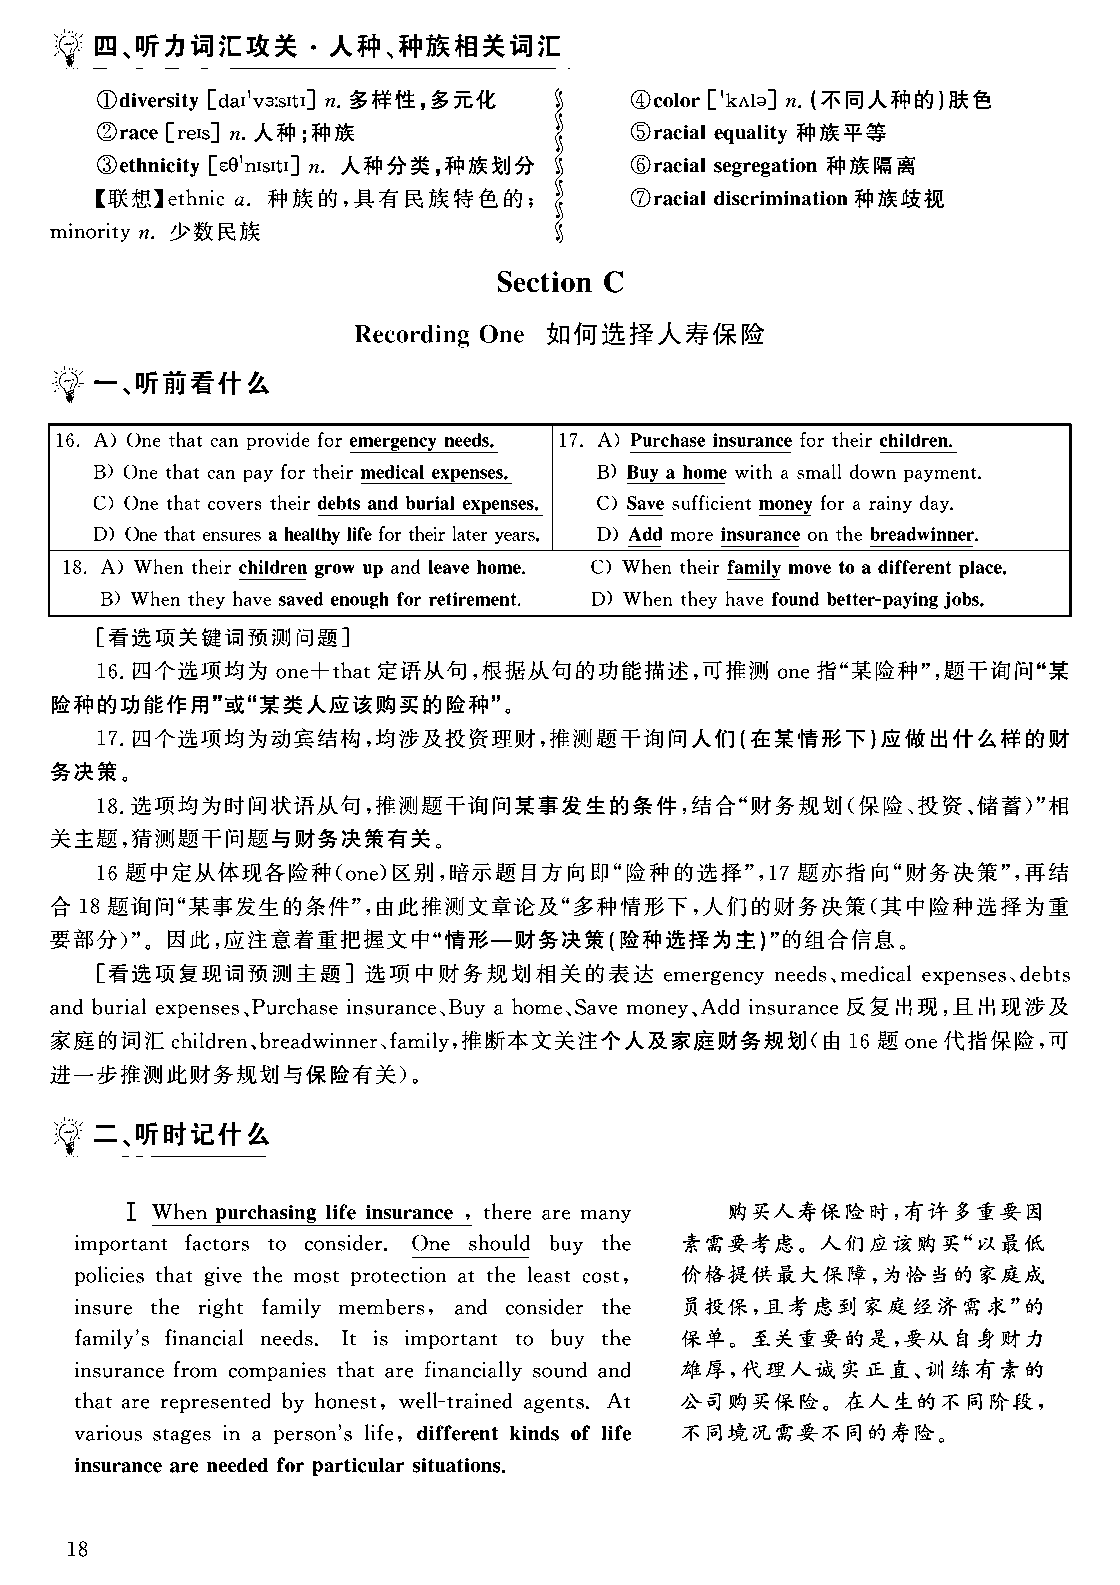 四、听力词汇攻关·人种、种族相关词汇
①diversity [daɪˈvɜːsɪtɪ] n. 多样性,多元化
②race [reɪs] n. 人种;种族
③ethnicity [ɛθˈnɪsɪtɪ] n. 人种分类,种族划分
【联想】ethnic a. 种族的,具有民族特色的;
minority n. 少数民族
④color [ˈkʌlə] n. (不同人种的)肤色
⑤racial equality 种族平等
⑥racial segregation 种族隔离
⑦racial discrimination 种族歧视
Section C
Recording One 如何选择人寿保险
一、听前看什么
16. A) One that can provide for emergency needs.
B) One that can pay for their medical expenses.
C) One that covers their debts and burial expenses.
D) One that ensures a healthy life for their later years.
17. A) Purchase insurance for their children.
B) Buy a home with a small down payment.
C) Save sufficient money for a rainy day.
D) Add more insurance on the breadwinner.
18. A) When their children grow up and leave home. C) When their family move to a different place.
B) When they have saved enough for retirement. D) When they have found better-paying jobs.
[看选项关键词预测问题]
16. 四个选项均为 one+that 定语从句,根据从句的功能描述,可推测 one 指“某险种”,题干询问“某
险种的功能作用”或“某类人应该购买的险种”。
17. 四个选项均为动宾结构,均涉及投资理财,推测题干询问人们(在某情形下)应做出什么样的财
务决策。
18. 选项均为时间状语从句,推测题干询问某事发生的条件,结合“财务规划(保险、投资、储蓄)”相
关主题,猜测题干问题与财务决策有关。
16 题中定从体现各险种(one)区别,暗示题目方向即“险种的选择”,17 题亦指向“财务决策”,再结
合 18 题询问“某事发生的条件”,由此推测文章论及“多种情形下,人们的财务决策(其中险种选择为重
要部分)”。因此,应注意着重把握文中“情形—财务决策(险种选择为主)”的组合信息。
[看选项复现词预测主题] 选项中财务规划相关的表达 emergency needs、medical expenses、debts
and burial expenses、Purchase insurance、Buy a home、Save money、Add insurance 反复出现,且出现涉及
家庭的词汇 children、breadwinner、family,推断本文关注个人及家庭财务规划(由 16 题 one 代指保险,可
进一步推测此财务规划与保险有关)。
二、听时记什么
Ⅰ When purchasing life insurance , there are many
important factors to consider. One should buy the
policies that give the most protection at the least cost,
insure the right family members, and consider the
family's financial needs. It is important to buy the
insurance from companies that are financially sound and
that are represented by honest, well-trained agents. At
various stages in a person's life, different kinds of life
insurance are needed for particular situations.
购买人寿保险时,有许多重要因
素需要考虑。人们应该购买“以最低
价格提供最大保障,为恰当的家庭成
员投保,且考虑到家庭经济需求”的
保单。至关重要的是,要从自身财力
雄厚,代理人诚实正直、训练有素的
公司购买保险。在人生的不同阶段,
不同境况需要不同的寿险。
18